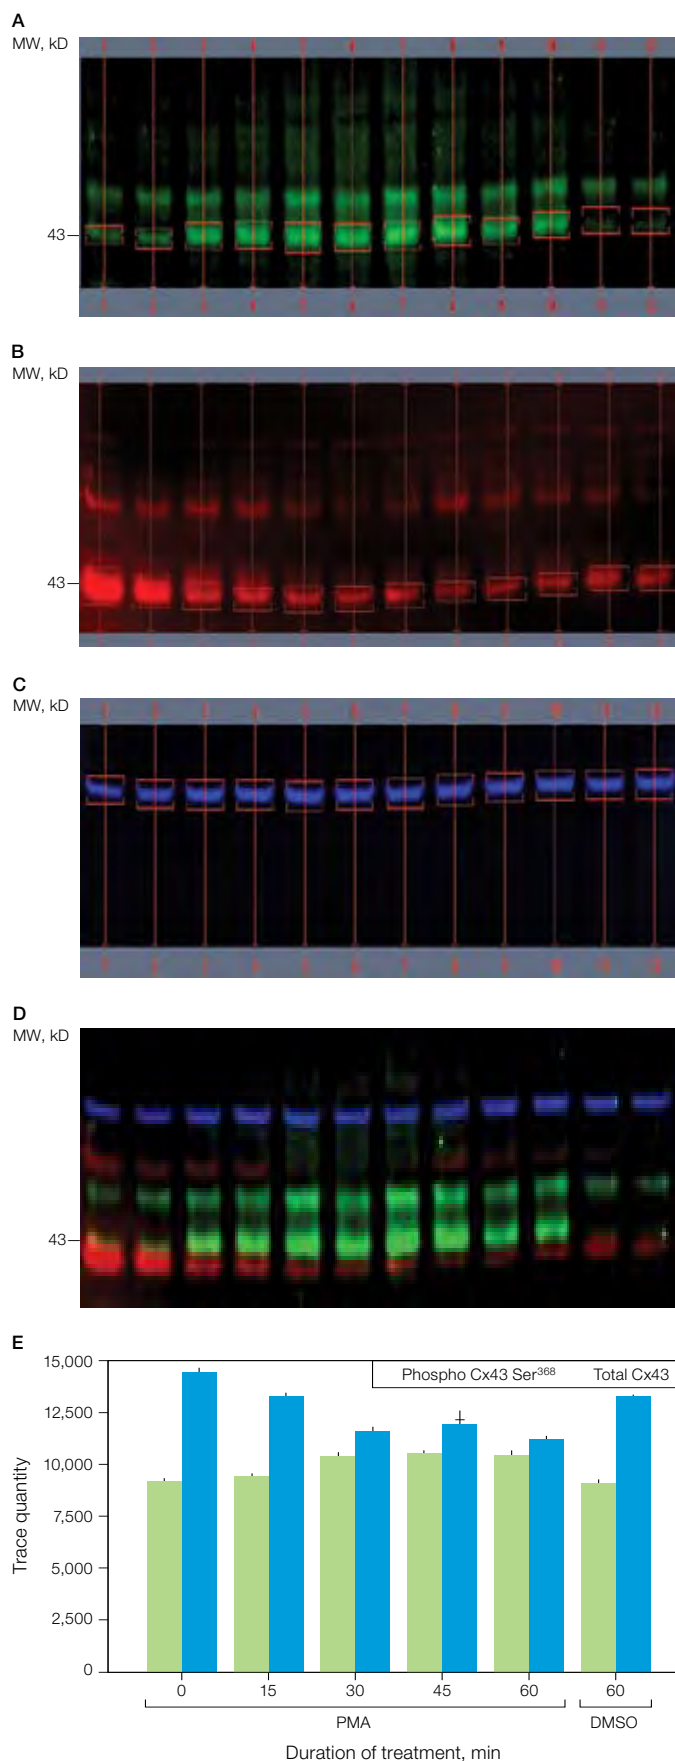 A
MW, kD
43
B
MW, kD
43
C
MW, kD
D
MW, kD
43
E
15,000
12,500
10,000
7,500
5,000
2,500
0
Trace quantity
Phospho Cx43 Ser368 Total Cx43
0 15 30 45 60 60
PMA DMSO
Duration of treatment, min